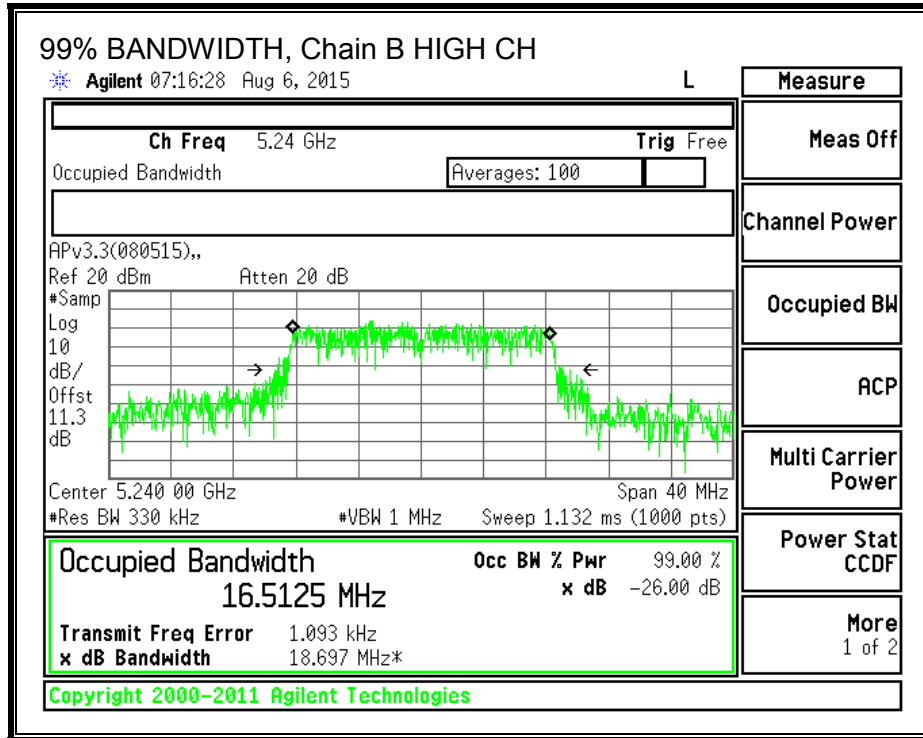 99% BANDWIDTH, Chain B HIGH CH
Agilent 07:16:28 Aug 6, 2015 L
Measure
Ch Freq 5.24 GHz Trig Free
Meas Off
Occupied Bandwidth Averages: 100
Channel Power
APv3.3(080515),,
Ref 20 dBm Atten 20 dB
#Samp
Log
10
dB/
Offst
11.3
dB
Occupied BW
ACP
Center 5.240 00 GHz Span 40 MHz
#Res BW 330 kHz #VBW 1 MHz Sweep 1.132 ms (1000 pts)
Multi Carrier
Power
Occupied Bandwidth
16.5125 MHz
Occ BW % Pwr 99.00 %
x dB -26.00 dB
Transmit Freq Error 1.093 kHz
x dB Bandwidth 18.697 MHz*
Power Stat
CCDF
More
1 of 2
Copyright 2000-2011 Agilent Technologies